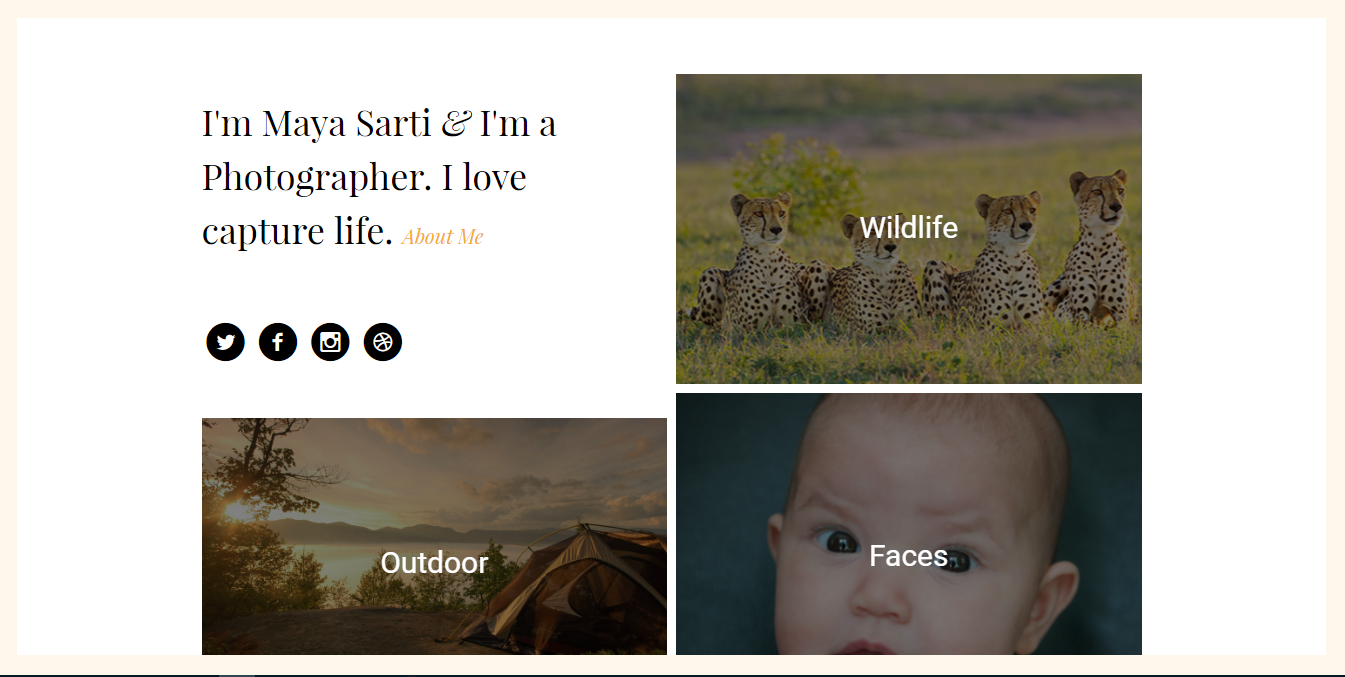 I'm Maya Sarti & I'm a
Photographer. I love
capture life. About Me
Wildlife
Outdoor
Faces